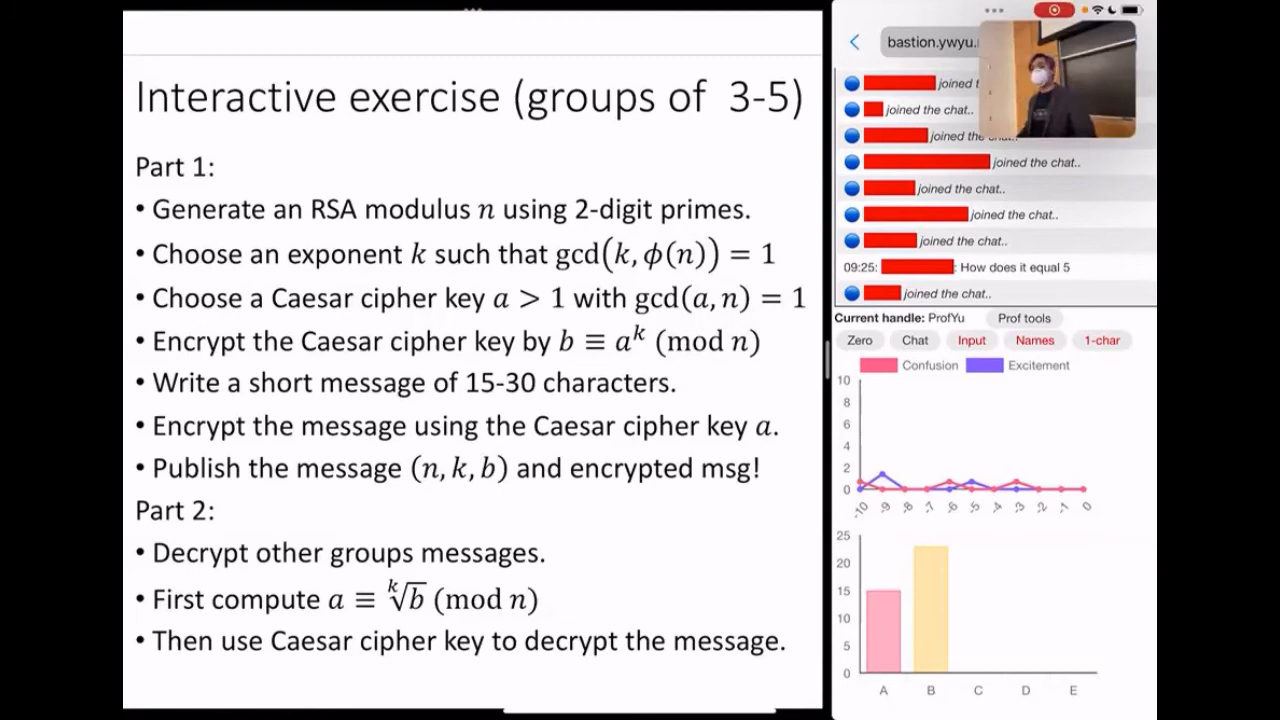 Interactive exercise (groups of 3-5)
Part 1:
• Generate an RSA modulus n using 2-digit primes.
• Choose an exponent k such that gcd(k, ϕ(n)) = 1
• Choose a Caesar cipher key a > 1 with gcd(a, n) = 1
• Encrypt the Caesar cipher key by b ≡ aᵏ (mod n)
• Write a short message of 15-30 characters.
• Encrypt the message using the Caesar cipher key a.
• Publish the message (n, k, b) and encrypted msg!
Part 2:
• Decrypt other groups messages.
• First compute a ≡ ᵏ√b (mod n)
• Then use Caesar cipher key to decrypt the message.
bastion.ywyu.
joined
joined the chat..
joined the
joined the chat..
joined the chat..
joined the chat..
joined the chat..
09:25: : How does it equal 5
joined the chat..
Current handle: ProfYu Prof tools
Zero Chat Input Names 1-char
Confusion Excitement
10
8
6
4
2
0
-10 -9 -8 -7 -6 -5 -4 -3 -2 -1 0
25
20
15
10
5
0
A B C D E